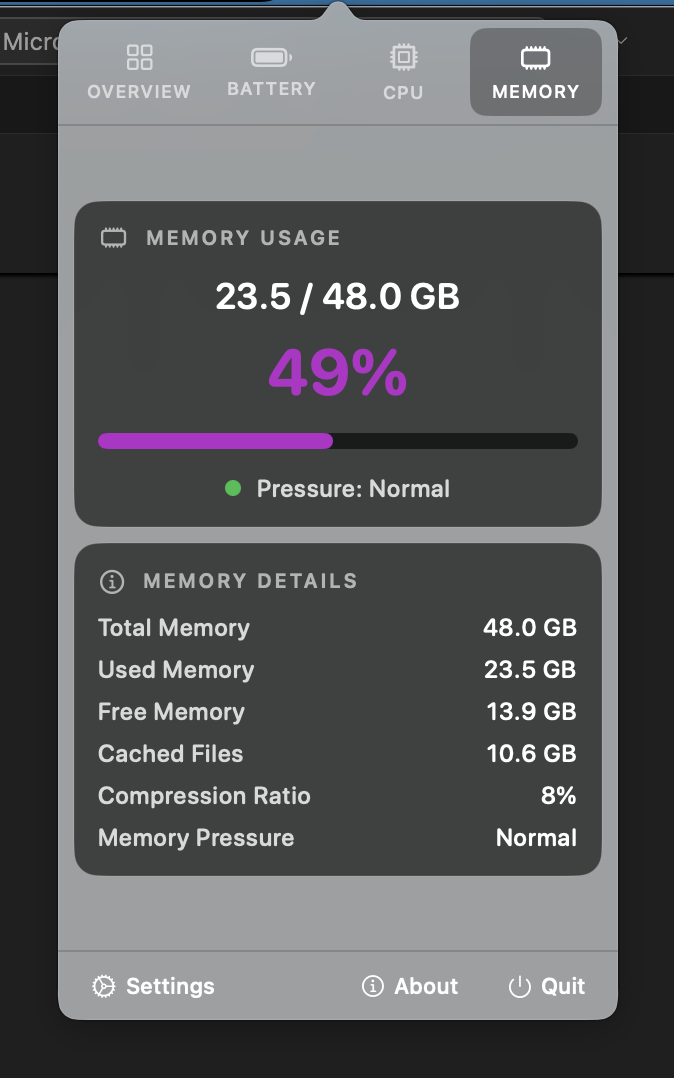 Micro
OVERVIEW
BATTERY
CPU
MEMORY
MEMORY USAGE
23.5 / 48.0 GB
49%
Pressure: Normal
MEMORY DETAILS
Total Memory 48.0 GB
Used Memory 23.5 GB
Free Memory 13.9 GB
Cached Files 10.6 GB
Compression Ratio 8%
Memory Pressure Normal
Settings
About
Quit